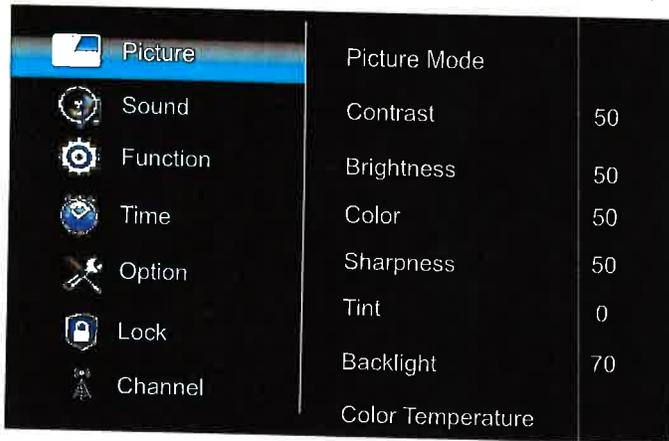 Picture
Sound
Function
Time
Option
Lock
Channel
Picture Mode
Contrast 50
Brightness 50
Color 50
Sharpness 50
Tint 0
Backlight 70
Color Temperature